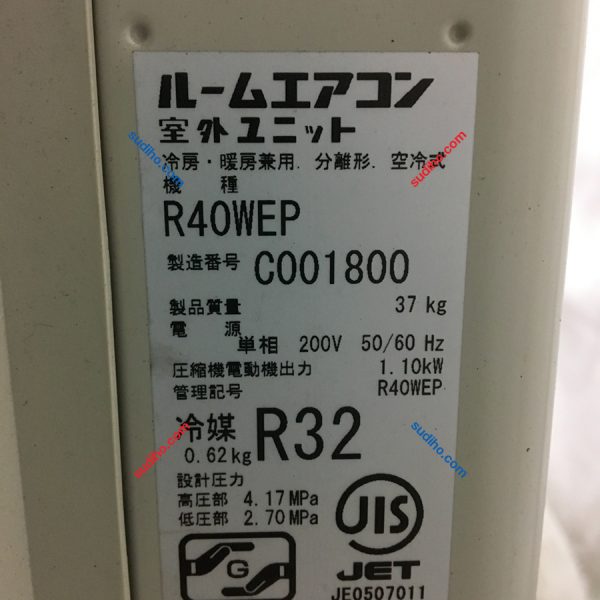 ルームエアコン
室外ユニット
冷房・暖房兼用. 分離形. 空冷式
機 種
R40WEP
製造番号 C001800
製品質量 37 kg
電 源
単相 200V 50/60 Hz
圧縮機電動機出力 1.10kW
管理記号 R40WEP
冷媒 R32
0.62kg
設計圧力
高圧部 4.17MPa
低圧部 2.70MPa
JIS
G
JET
JE0507011
sudiho.com
sudiho.com
sudiho.com
sudiho.com